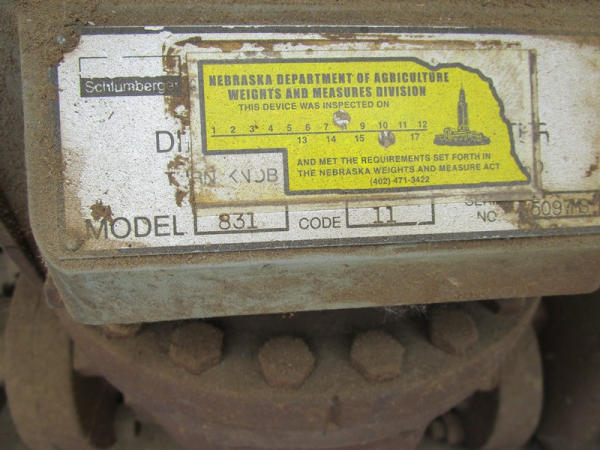 Schlumberger
NEBRASKA DEPARTMENT OF AGRICULTURE
WEIGHTS AND MEASURES DIVISION
THIS DEVICE WAS INSPECTED ON
1 2 3 4 5 6 7 8 9 10 11 12
13 14 15 16 17
AND MET THE REQUIREMENTS SET FORTH IN
THE NEBRASKA WEIGHTS AND MEASURE ACT
(402) 471-3422
KNOB
MODEL 831 CODE 11
NO.